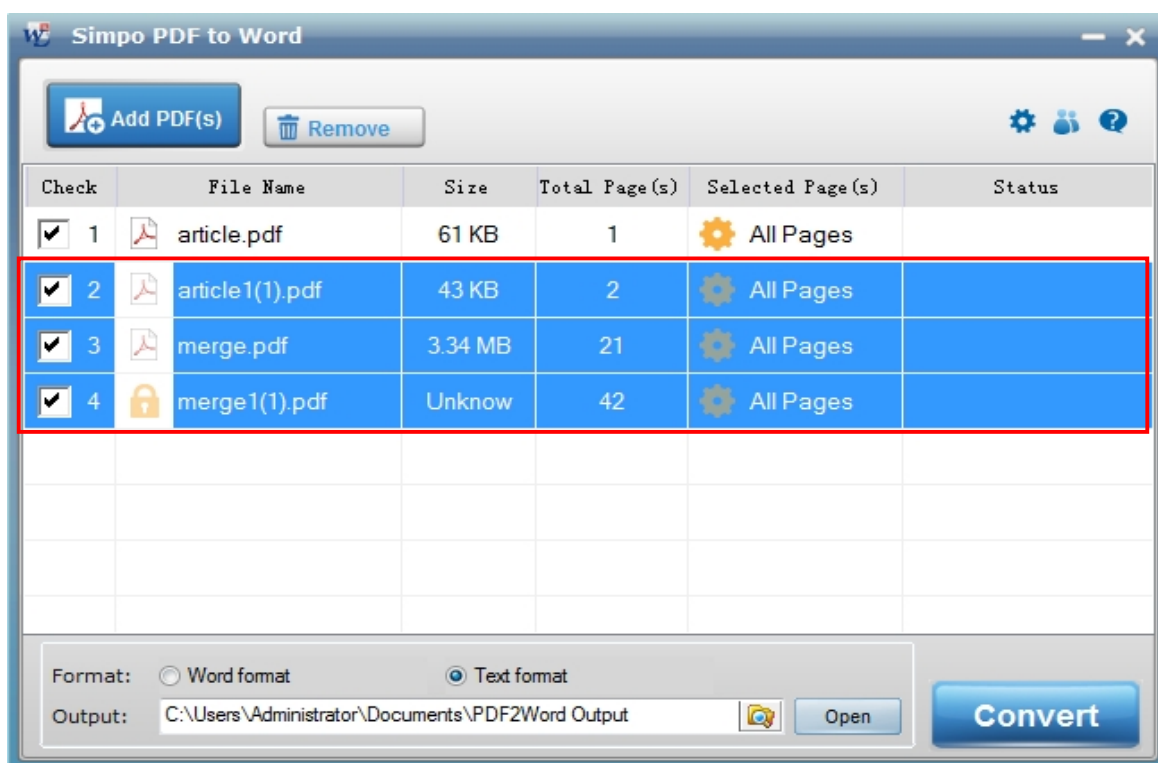 Simpo PDF to Word
Add PDF(s) Remove
Check File Name Size Total Page(s) Selected Page(s) Status
1 article.pdf 61 KB 1 All Pages
2 article1(1).pdf 43 KB 2 All Pages
3 merge.pdf 3.34 MB 21 All Pages
4 merge1(1).pdf Unknow 42 All Pages
Format: Word format Text format
Output: C:\Users\Administrator\Documents\PDF2Word Output Open
Convert